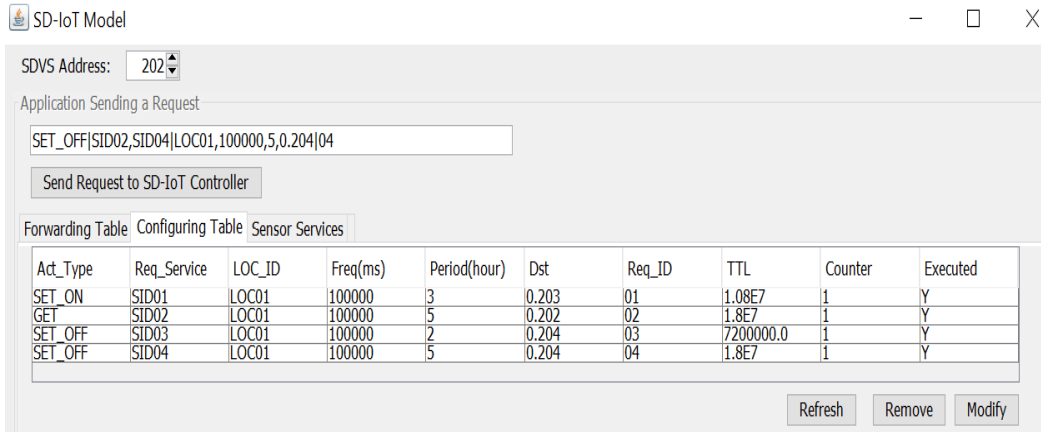 SD-IoT Model
SDVS Address: 202
Application Sending a Request
SET_OFF|SID02,SID04|LOC01,100000,5,0.204|04
Send Request to SD-IoT Controller
Forwarding Table Configuring Table Sensor Services
Act_Type Req_Service LOC_ID Freq(ms) Period(hour) Dst Req_ID TTL Counter Executed
SET_ON SID01 LOC01 100000 3 0.203 01 1.08E7 1 Y
GET SID02 LOC01 100000 5 0.202 02 1.8E7 1 Y
SET_OFF SID03 LOC01 100000 2 0.204 03 7200000.0 1 Y
SET_OFF SID04 LOC01 100000 5 0.204 04 1.8E7 1 Y
Refresh Remove Modify